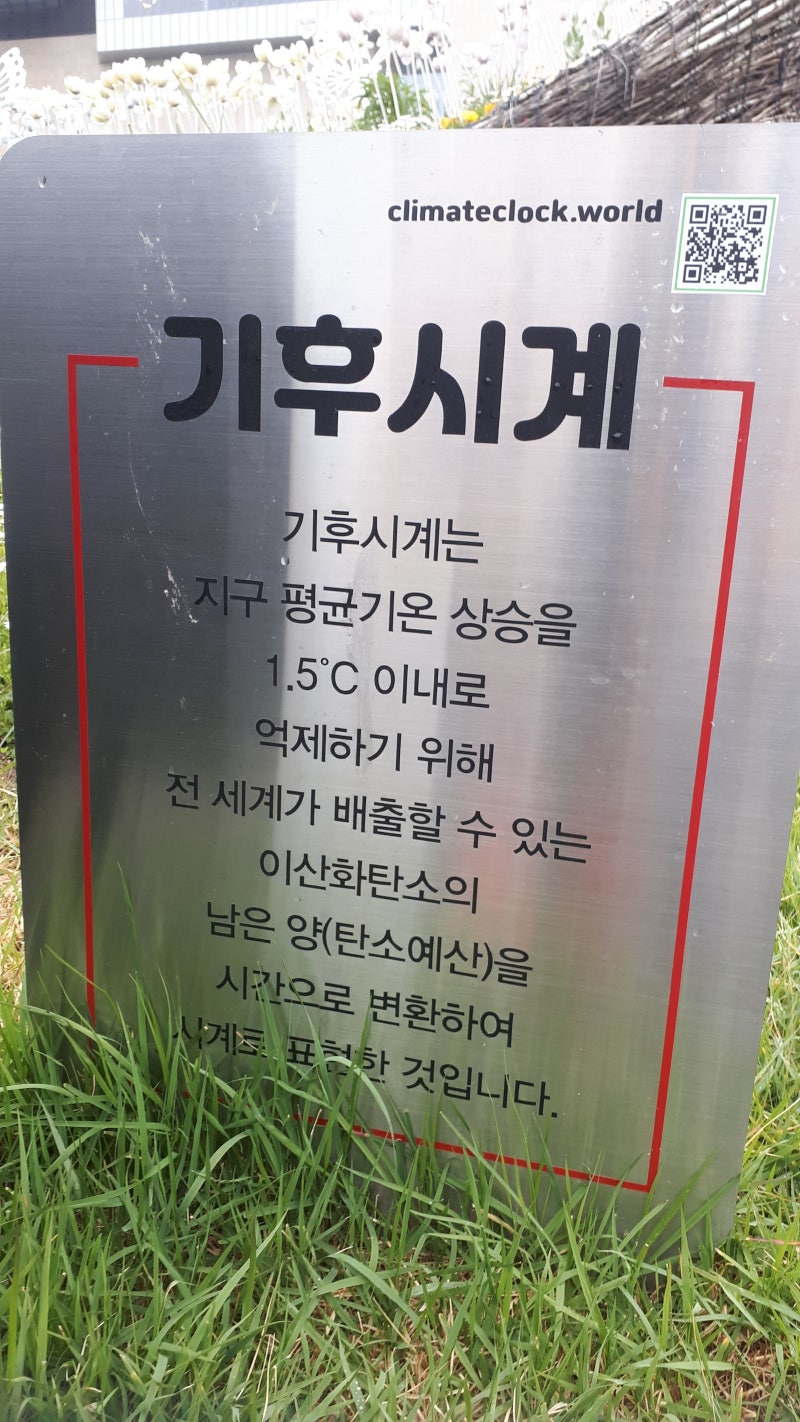 climateclock.world
기후시계
기후시계는
지구 평균기온 상승을
1.5°C 이내로
억제하기 위해
전 세계가 배출할 수 있는
이산화탄소의
남은 양(탄소예산)을
시간으로 변환하여
시계로 표현한 것입니다.